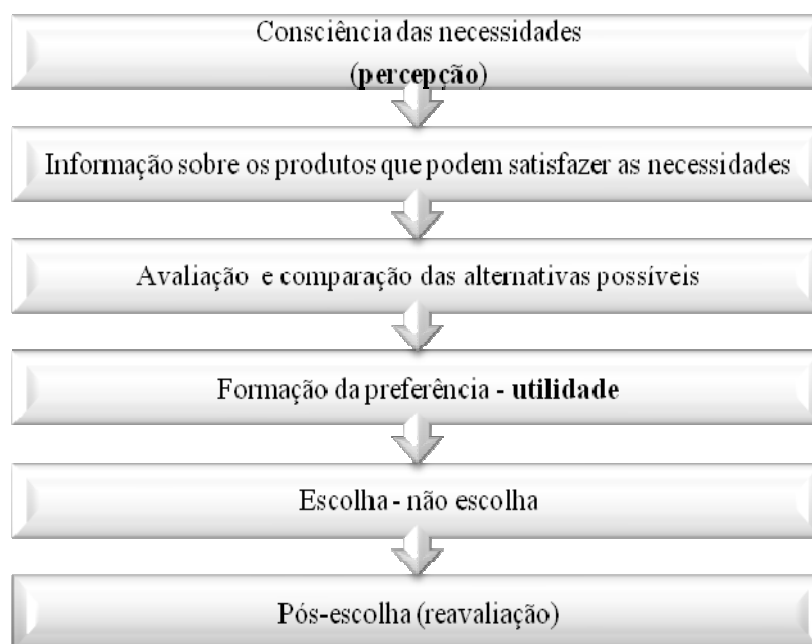 Consciência das necessidades
(percepção)
Informação sobre os produtos que podem satisfazer as necessidades
Avaliação e comparação das alternativas possíveis
Formação da preferência - utilidade
Escolha - não escolha
Pós-escolha (reavaliação)